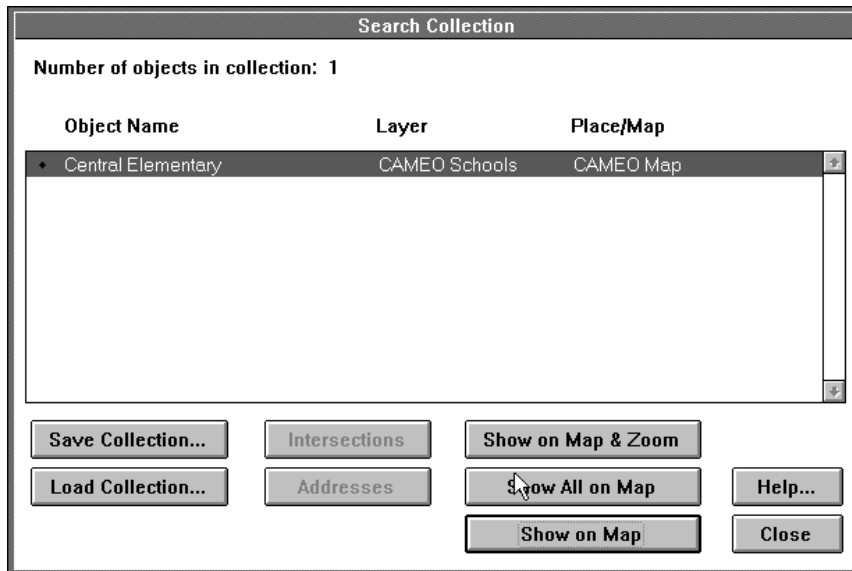 Search Collection
Number of objects in collection: 1
Object Name Layer Place/Map
Central Elementary CAMEO Schools CAMEO Map
Save Collection... Intersections Show on Map & Zoom
Load Collection... Addresses Show All on Map Help...
Show on Map Close